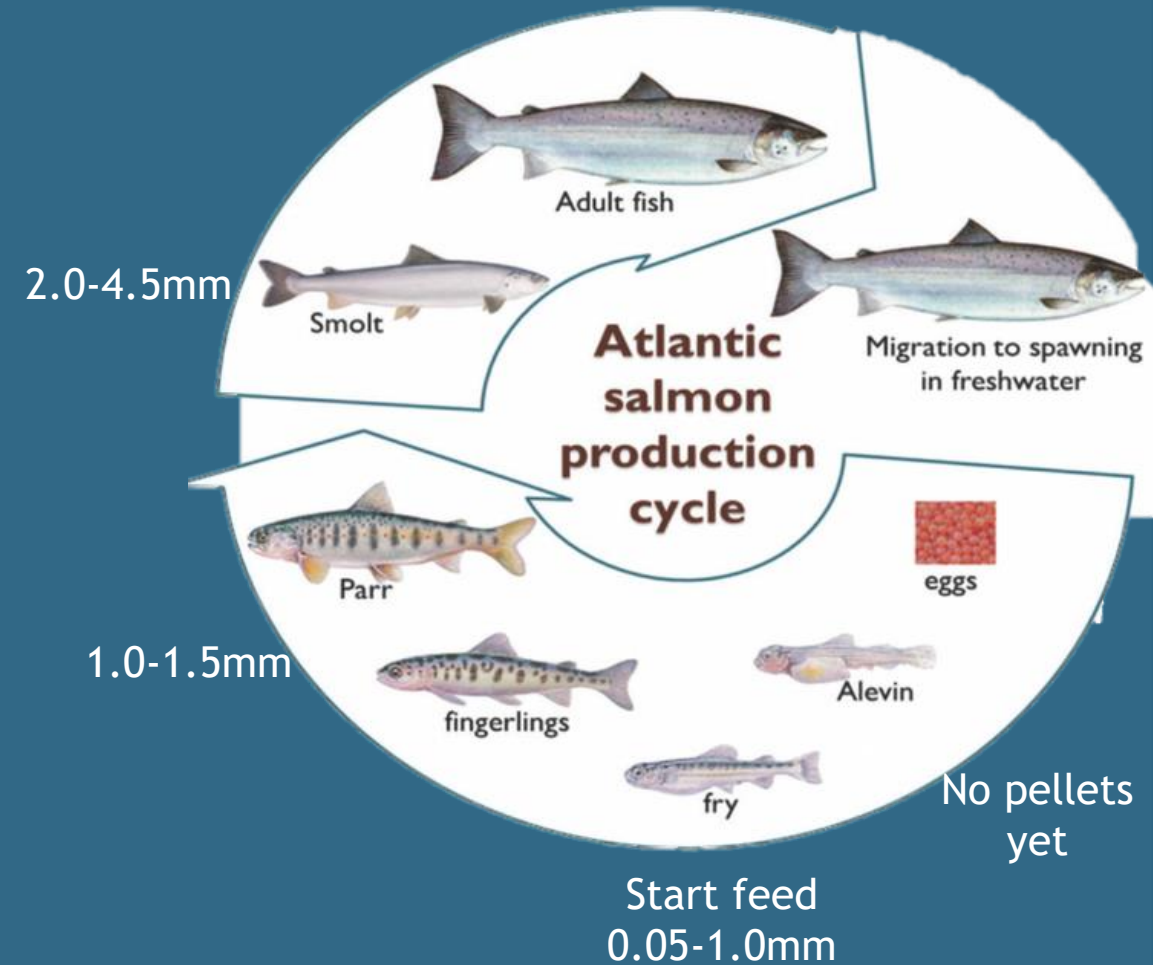 Adult fish
2.0-4.5mm
Smolt
Migration to spawning
in freshwater
Atlantic
salmon
production
cycle
Parr
eggs
1.0-1.5mm
fingerlings
Alevin
fry
No pellets
yet
Start feed
0.05-1.0mm